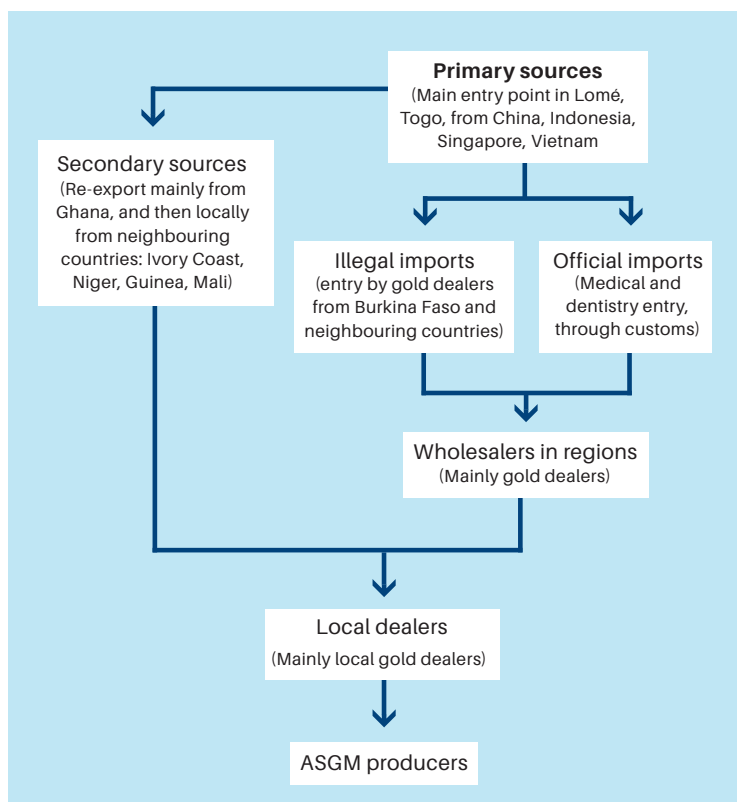 Primary sources
(Main entry point in Lomé,
Togo, from China, Indonesia,
Singapore, Vietnam
Secondary sources
(Re-export mainly from
Ghana, and then locally
from neighbouring
countries: Ivory Coast,
Niger, Guinea, Mali)
Illegal imports
(entry by gold dealers
from Burkina Faso and
neighbouring countries)
Official imports
(Medical and
dentistry entry,
through customs)
Wholesalers in regions
(Mainly gold dealers)
Local dealers
(Mainly local gold dealers)
ASGM producers